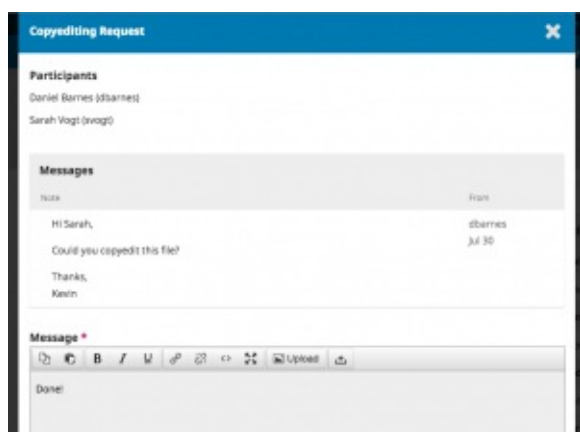 Copyediting Request
Participants
Daniel Barnes (dbarnes)
Sarah Vogt (svogt)
Messages
Note From
Hi Sarah, dbarnes
Jul 30
Could you copyedit this file?
Thanks,
Kevin
Message *
B I U Upload
Done!